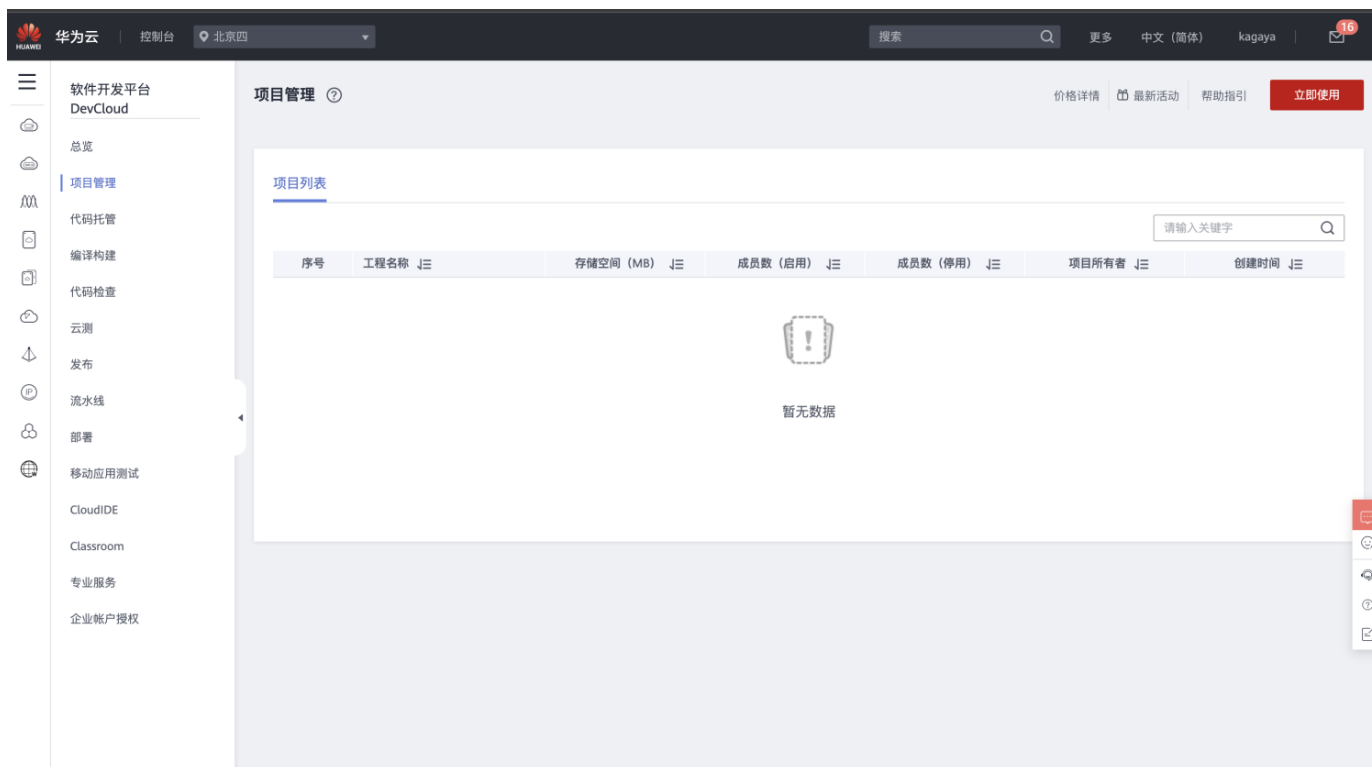 HUAWEI 华为云 控制台 北京四 搜索 更多 中文（简体） kagaya 16
软件开发平台
DevCloud
项目管理 ?
价格详情 最新活动 帮助指引 立即使用
总览
项目管理
代码托管
编译构建
代码检查
云测
发布
流水线
部署
移动应用测试
CloudIDE
Classroom
专业服务
企业帐户授权
IP
项目列表
请输入关键字
序号 工程名称 存储空间（MB） 成员数（启用） 成员数（停用） 项目所有者 创建时间
!
暂无数据
?